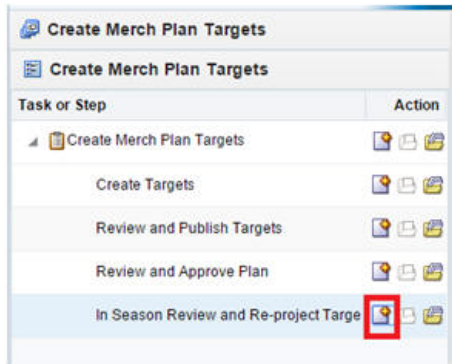 Create Merch Plan Targets
Create Merch Plan Targets
Task or Step Action
Create Merch Plan Targets
Create Targets
Review and Publish Targets
Review and Approve Plan
In Season Review and Re-project Targe